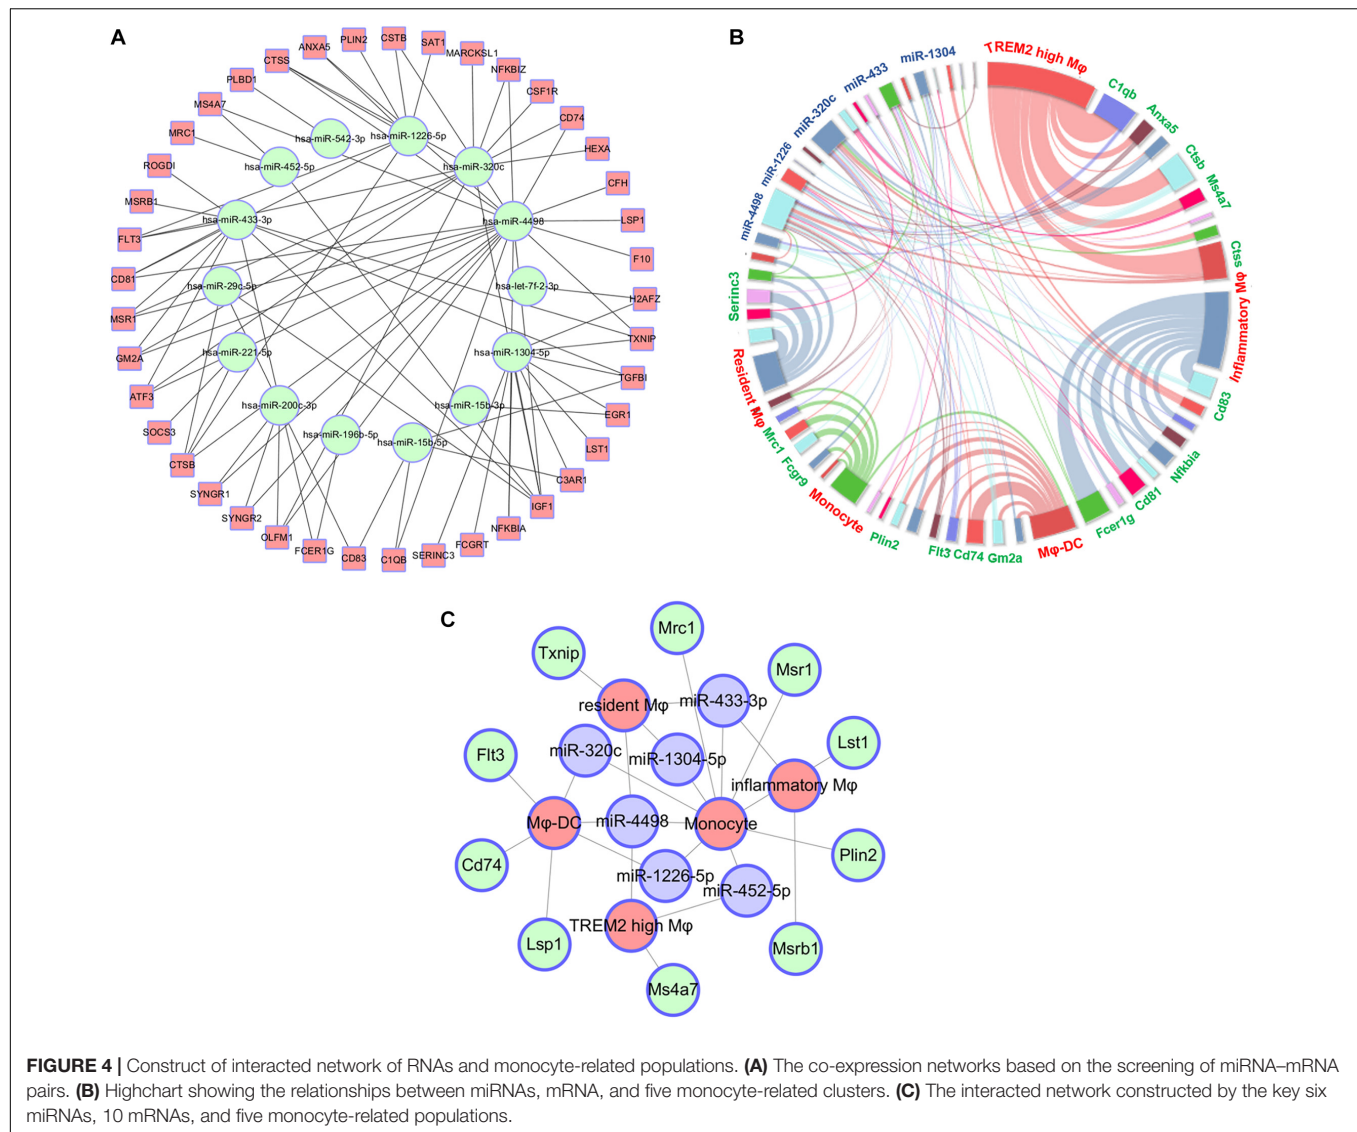 A
CSTB
PLIN2
SAT1
ANXA5
MARCKSL1
CTSS
NFKBIZ
PLBD1
CSF1R
MS4A7
CD74
MRC1
hsa-miR-542-3p
hsa-miR-1226-5p
HEXA
ROGDI
hsa-miR-452-5p
hsa-miR-320c
CFH
MSRB1
hsa-miR-433-3p
hsa-miR-4498
LSP1
FLT3
F10
CD81
hsa-miR-29c-5p
hsa-let-7f-2-3p
H2AFZ
MSR1
TXNIP
GM2A
hsa-miR-221-5p
hsa-miR-1304-5p
TGFBI
ATF3
hsa-miR-200c-3p
hsa-miR-15b-3p
EGR1
SOCS3
hsa-miR-196b-5p
hsa-miR-15b-5p
LST1
CTSB
C3AR1
SYNGR1
IGF1
SYNGR2
NFKBIA
OLFM1
FCGRT
FCER1G
SERINC3
CD83
C1QB
B
TREM2 high Mφ
C1qb
Anxa5
Ctsb
Ms4a7
Ctss
Inflammatory Mφ
Cd83
Nfkbia
Cd81
Fcer1g
Mφ-DC
Gm2a
Cd74
Flt3
Plin2
Monocyte
Fcgr9
Mrc1
Resident Mφ
Serinc3
miR-4498
miR-1226
miR-320c
miR-433
miR-1304
C
Mrc1
Txnip
Msr1
resident Mφ
miR-433-3p
Flt3
miR-320c
miR-1304-5p
Lst1
inflammatory Mφ
Mφ-DC
miR-4498
Monocyte
Cd74
miR-1226-5p
miR-452-5p
Plin2
TREM2 high Mφ
Lsp1
Msrb1
Ms4a7
FIGURE 4 | Construct of interacted network of RNAs and monocyte-related populations. (A) The co-expression networks based on the screening of miRNA–mRNA
pairs. (B) Highchart showing the relationships between miRNAs, mRNA, and five monocyte-related clusters. (C) The interacted network constructed by the key six
miRNAs, 10 mRNAs, and five monocyte-related populations.